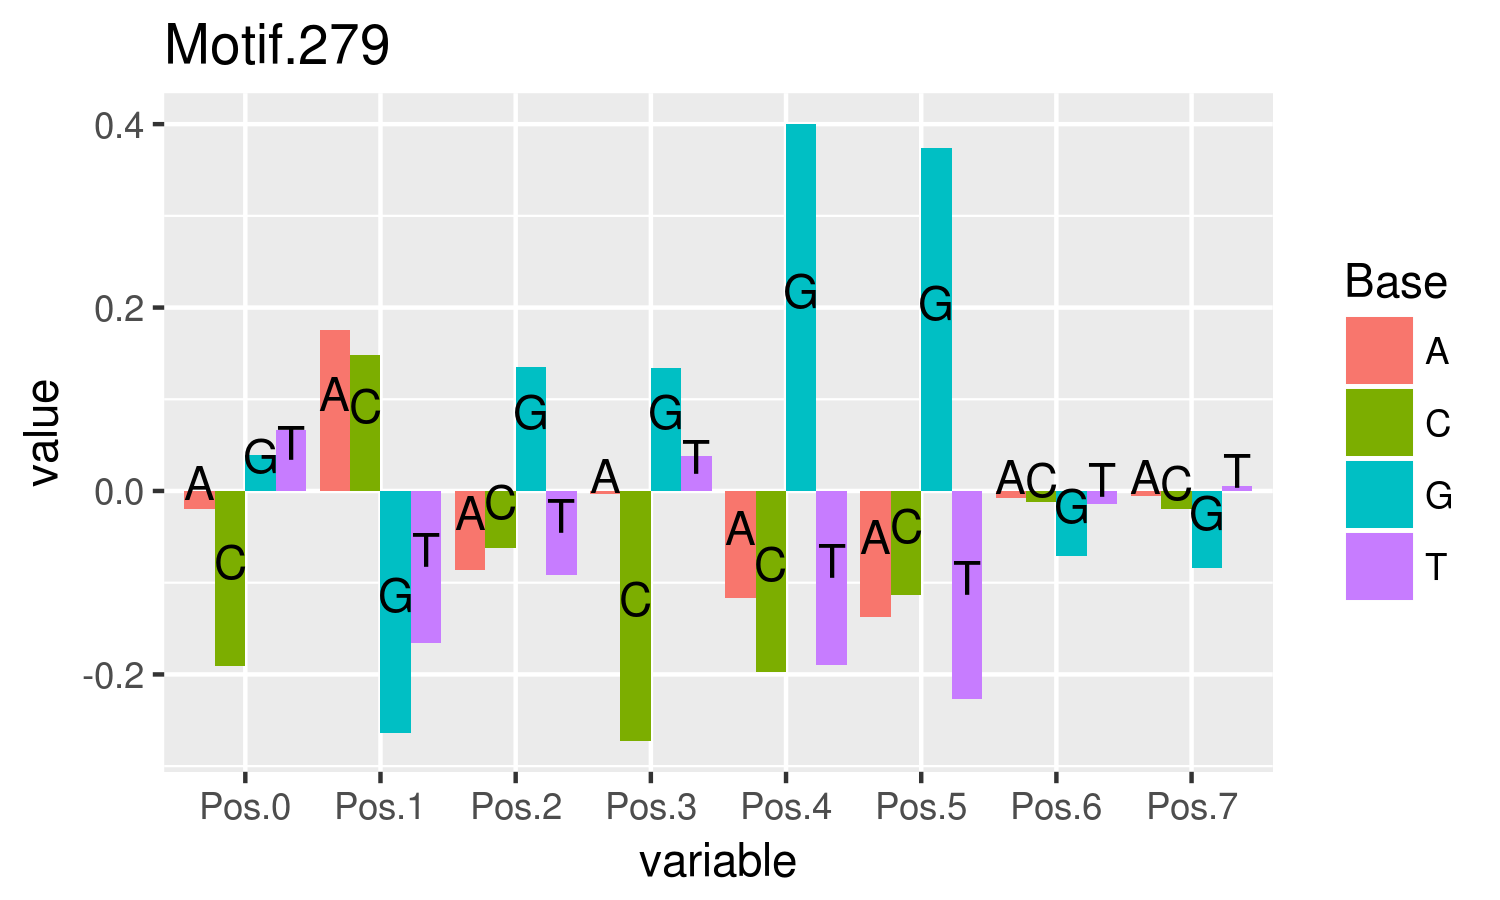 Motif.279
0.4
0.2
0.0
-0.2
value
A C G T
A C G T
A C G T
A C G T
A C G T
A C G T
A C G T
A C G T
Pos.0 Pos.1 Pos.2 Pos.3 Pos.4 Pos.5 Pos.6 Pos.7
variable
Base
A
C
G
T